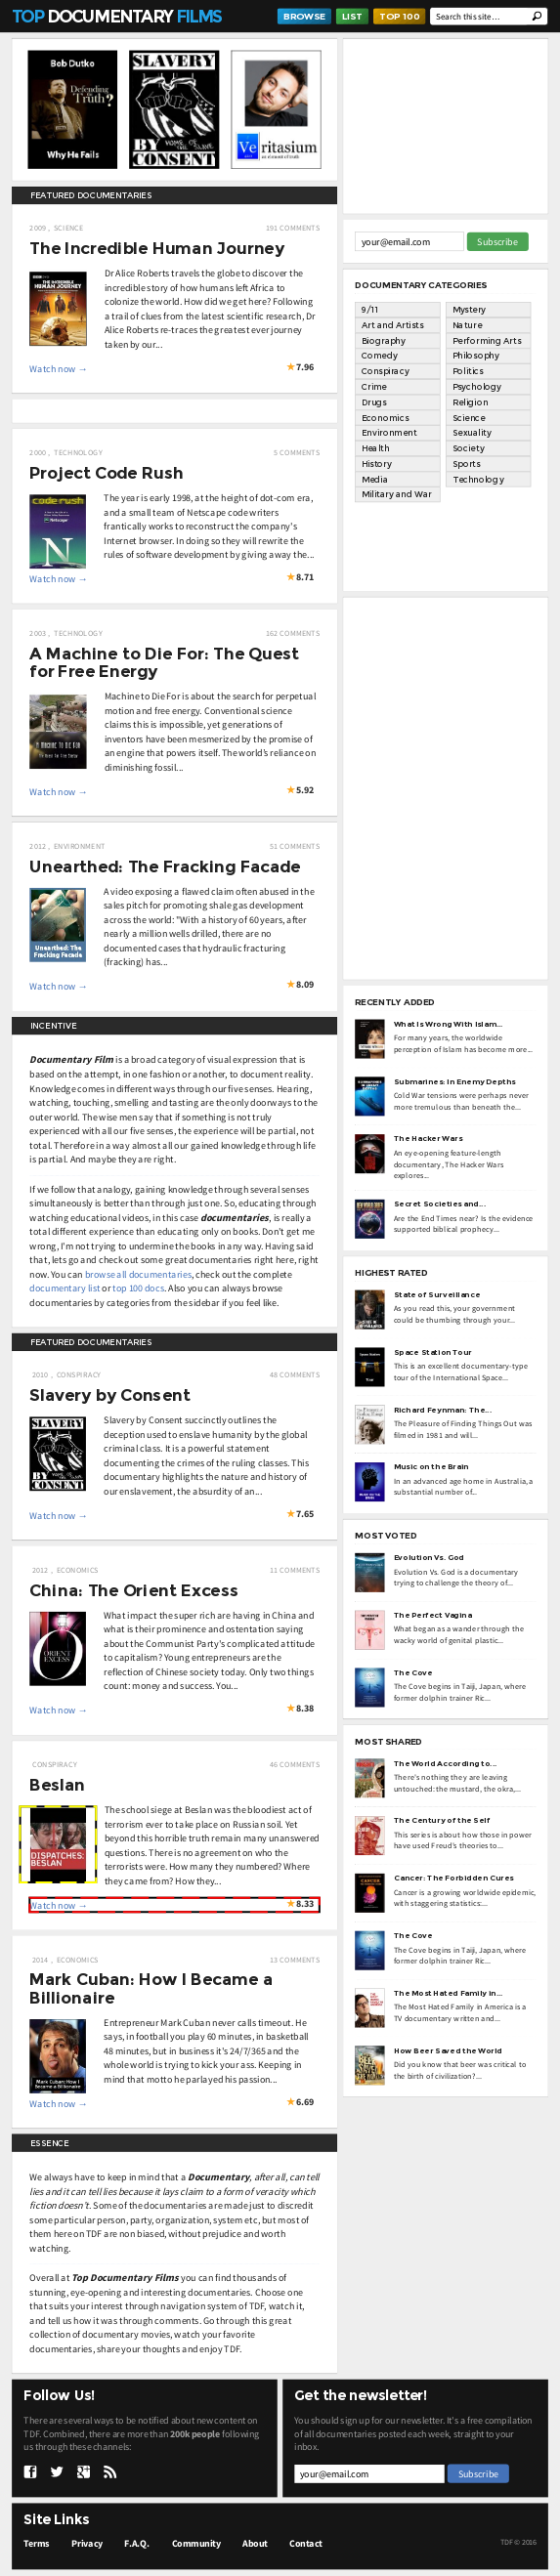 TOP DOCUMENTARY FILMS
BROWSE
LIST
TOP 100
Search this site...
Bob Dutko
Defending Truth?
Why He Fails
SLAVERY
BY CONSENT
Veritasium
an element of truth
FEATURED DOCUMENTARIES
2009 , SCIENCE
191 COMMENTS
The Incredible Human Journey
Dr Alice Roberts travels the globe to discover the
incredible story of how humans left Africa to
colonize the world. How did we get here? Following
a trail of clues from the latest scientific research, Dr
Alice Roberts re-traces the greatest ever journey
taken by our...
Watch now →
★7.96
2000 , TECHNOLOGY
5 COMMENTS
Project Code Rush
code rush
Netscape
N
The year is early 1998, at the height of dot-com era,
and a small team of Netscape code writers
frantically works to reconstruct the company's
Internet browser. In doing so they will rewrite the
rules of software development by giving away the...
Watch now →
★8.71
2003 , TECHNOLOGY
162 COMMENTS
A Machine to Die For: The Quest
for Free Energy
A MACHINE TO DIE FOR
Machine to Die For is about the search for perpetual
motion and free energy. Conventional science
claims this is impossible, yet generations of
inventors have been mesmerized by the promise of
an engine that powers itself. The world's reliance on
diminishing fossil...
Watch now →
★5.92
2012 , ENVIRONMENT
51 COMMENTS
Unearthed: The Fracking Facade
Unearthed: The
Fracking Facade
A video exposing a flawed claim often abused in the
sales pitch for promoting shale gas development
across the world: "With a history of 60 years, after
nearly a million wells drilled, there are no
documented cases that hydraulic fracturing
(fracking) has...
Watch now →
★8.09
INCENTIVE
Documentary Film is a broad category of visual expression that is
based on the attempt, in one fashion or another, to document reality.
Knowledge comes in different ways through our five senses. Hearing,
watching, touching, smelling and tasting are the only doorways to the
outer world. The wise men say that if something is not truly
experienced with all our five senses, the experience will be partial, not
total. Therefore in a way almost all our gained knowledge through life
is partial. And maybe they are right.
If we follow that analogy, gaining knowledge through several senses
simultaneously is better than through just one. So, educating through
watching educational videos, in this case documentaries, is really a
total different experience than educating only on books. Don't get me
wrong, I'm not trying to undermine the books in any way. Having said
that, lets go and check out some great documentaries right here, right
now. You can browse all documentaries, check out the complete
documentary list or top 100 docs. Also you can always browse
documentaries by categories from the sidebar if you feel like.
FEATURED DOCUMENTARIES
2010 , CONSPIRACY
48 COMMENTS
Slavery by Consent
SLAVERY
BY CONSENT
Slavery by Consent succinctly outlines the
deception used to enslave humanity by the global
criminal class. It is a powerful statement
documenting the crimes of the ruling classes. This
documentary highlights the nature and history of
our enslavement, the absurdity of an...
Watch now →
★7.65
2012 , ECONOMICS
11 COMMENTS
China: The Orient Excess
ORIENT
EXCESS
What impact the super rich are having on China and
what is their prominence and ostentation saying
about the Communist Party's complicated attitude
to capitalism? Young entrepreneurs are the
reflection of Chinese society today. Only two things
count: money and success. You...
Watch now →
★8.38
CONSPIRACY
46 COMMENTS
Beslan
DISPATCHES:
BESLAN
The school siege at Beslan was the bloodiest act of
terrorism ever to take place on Russian soil. Yet
beyond this horrible truth remain many unanswered
questions. There is no agreement on who the
terrorists were. How many they numbered? Where
they came from? How they...
Watch now →
★8.33
2014 , ECONOMICS
13 COMMENTS
Mark Cuban: How I Became a
Billionaire
Mark Cuban: How I
Became a Billionaire
Entrepreneur Mark Cuban never calls timeout. He
says, in football you play 60 minutes, in basketball
48 minutes, but in business it's 24/7/365 and the
whole world is trying to kick your ass. Keeping in
mind that motto he parlayed his passion...
Watch now →
★6.69
ESSENCE
We always have to keep in mind that a Documentary, after all, can tell
lies and it can tell lies because it lays claim to a form of veracity which
fiction doesn't. Some of the documentaries are made just to discredit
some particular person, party, organization, system etc, but most of
them here on TDF are non biased, without prejudice and worth
watching.
Overall at Top Documentary Films you can find thousands of
stunning, eye-opening and interesting documentaries. Choose one
that suits your interest through navigation system of TDF, watch it,
and tell us how it was through comments. Go through this great
collection of documentary movies, watch your favorite
documentaries, share your thoughts and enjoy TDF.
your@email.com
Subscribe
DOCUMENTARY CATEGORIES
9/11
Art and Artists
Biography
Comedy
Conspiracy
Crime
Drugs
Economics
Environment
Health
History
Media
Military and War
Mystery
Nature
Performing Arts
Philosophy
Politics
Psychology
Religion
Science
Sexuality
Society
Sports
Technology
RECENTLY ADDED
What Is Wrong With Islam...
For many years, the worldwide
perception of Islam has become more...
Submarines: In Enemy Depths
Cold War tensions were perhaps never
more tremulous than beneath the...
The Hacker Wars
An eye-opening feature-length
documentary, The Hacker Wars
explores...
Secret Societies and...
Are the End Times near? Is the evidence
supported biblical prophecy...
HIGHEST RATED
State of Surveillance
As you read this, your government
could be thumbing through your...
Space Station Tour
This is an excellent documentary-type
tour of the International Space...
Richard Feynman: The...
The Pleasure of Finding Things Out was
filmed in 1981 and will...
Music on the Brain
In an advanced age home in Australia, a
substantial number of...
MOST VOTED
Evolution Vs. God
Evolution Vs. God is a documentary
trying to challenge the theory of...
The Perfect Vagina
What began as a wander through the
wacky world of genital plastic...
The Cove
The Cove begins in Taiji, Japan, where
former dolphin trainer Ric...
MOST SHARED
The World According to...
There's nothing they are leaving
untouched: the mustard, the okra,...
The Century of the Self
This series is about how those in power
have used Freud's theories to...
Cancer: The Forbidden Cures
Cancer is a growing worldwide epidemic,
with staggering statistics:...
The Cove
The Cove begins in Taiji, Japan, where
former dolphin trainer Ric...
The Most Hated Family in...
The Most Hated Family in America is a
TV documentary written and...
How Beer Saved the World
Did you know that beer was critical to
the birth of civilization?...
Follow Us!
There are several ways to be notified about new content on
TDF. Combined, there are more than 200k people following
us through these channels:
Get the newsletter!
You should sign up for our newsletter. It's a free compilation
of all documentaries posted each week, straight to your
inbox.
your@email.com
Subscribe
Site Links
Terms
Privacy
F.A.Q.
Community
About
Contact
TDF © 2016